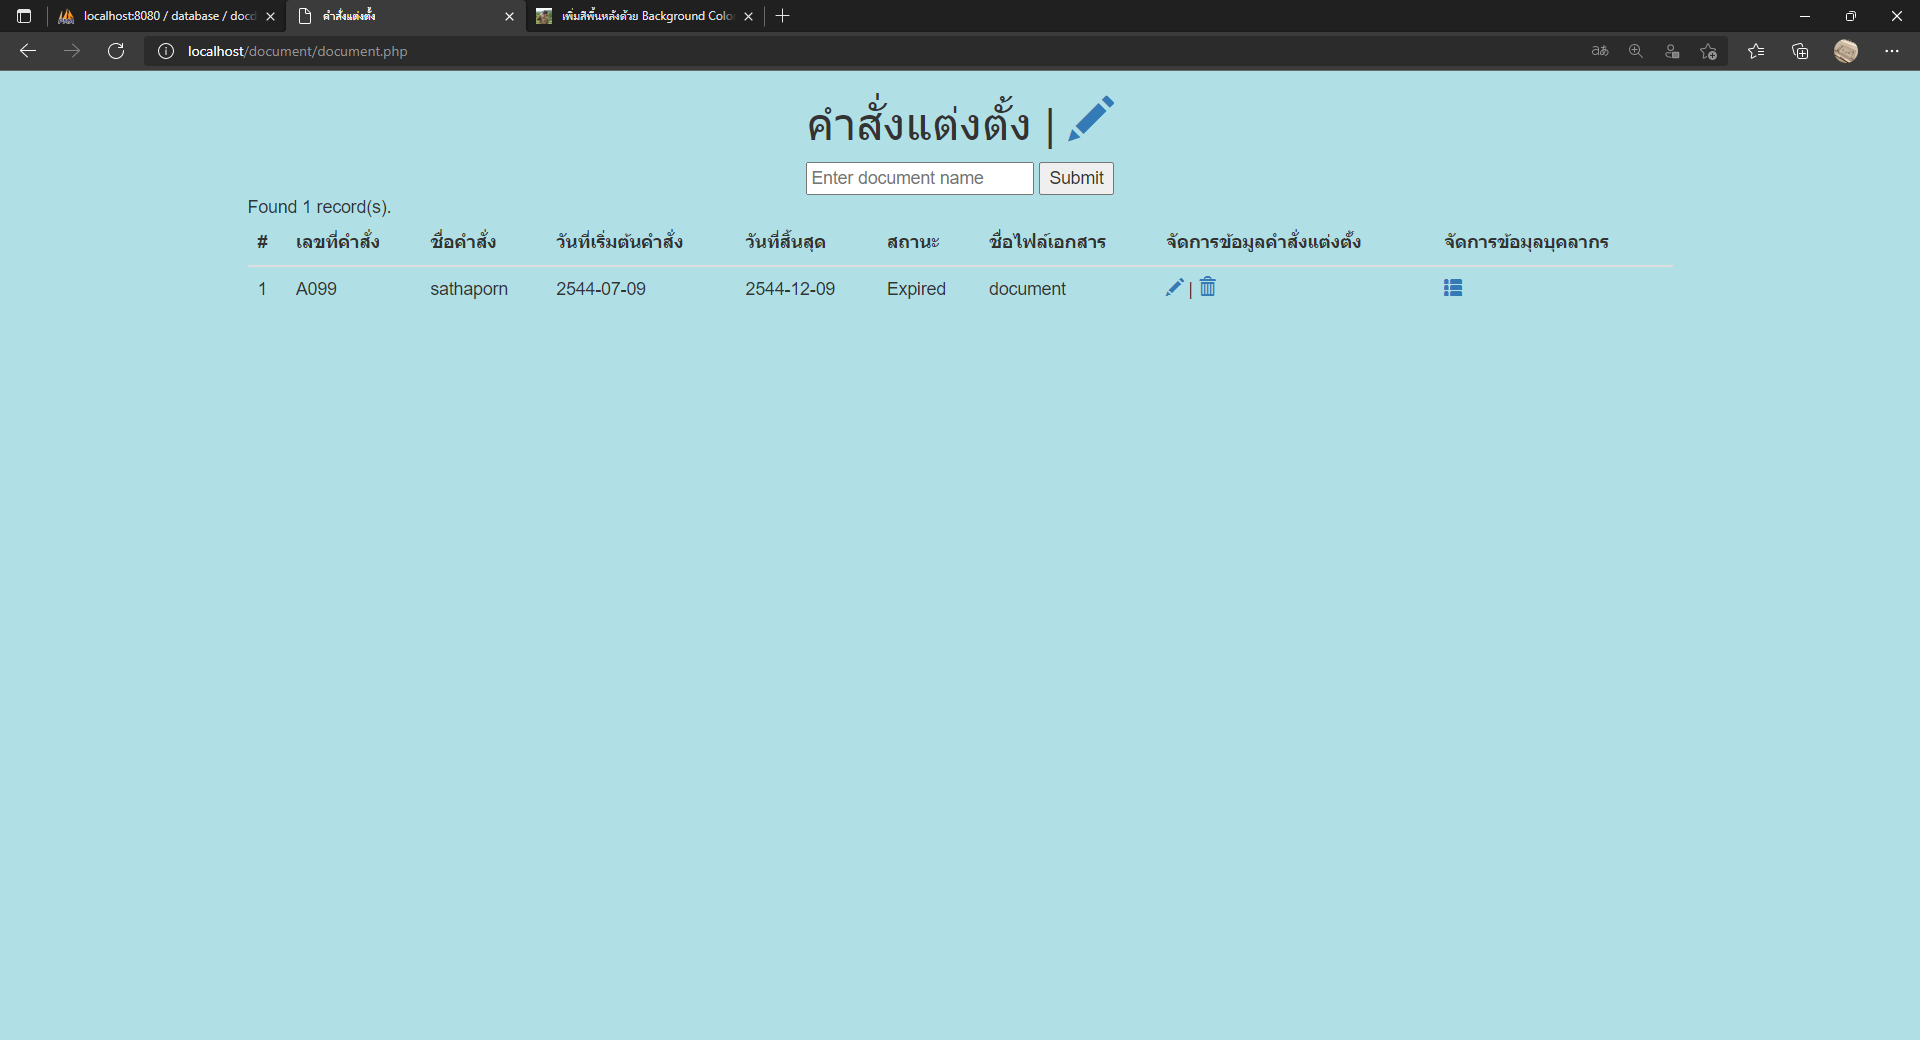 localhost:8080 / database / docd
คำสั่งแต่งตั้ง
เพิ่มสีพื้นหลังด้วย Background Color
localhost/document/document.php
คำสั่งแต่งตั้ง |
Enter document name Submit
Found 1 record(s).
# เลขที่คำสั่ง ชื่อคำสั่ง วันที่เริ่มต้นคำสั่ง วันที่สิ้นสุด สถานะ ชื่อไฟล์เอกสาร จัดการข้อมูลคำสั่งแต่งตั้ง จัดการข้อมุลบุคลากร
1 A099 sathaporn 2544-07-09 2544-12-09 Expired document |